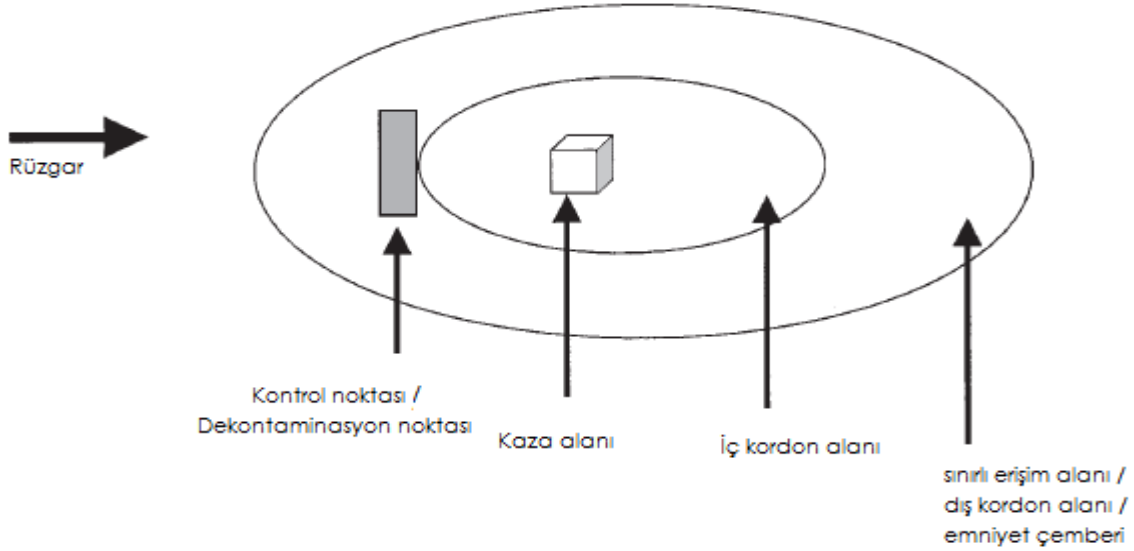 Rüzgar
Kontrol noktası /
Dekontaminasyon noktası
Kaza alanı
İç kordon alanı
sınırlı erişim alanı /
dış kordon alanı /
emniyet çemberi